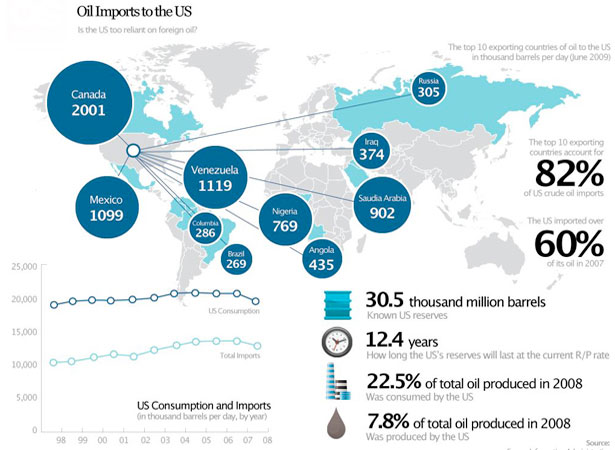 Oil Imports to the US
Is the US too reliant on foreign oil?
The top 10 exporting countries of oil to the US
in thousand barrels per day (June 2009)
Canada
2001
Russia
305
Iraq
374
Venezuela
1119
Mexico
1099
Saudia Arabia
902
Nigeria
769
Columbia
286
Brazil
269
Angola
435
The top 10 exporting
countries account for
82%
of US crude oil imports
The US imported over
60%
of its oil in 2007
25,000
20,000
15,000
10,000
5,000
0
US Consumption
Total Imports
US Consumption and Imports
(in thousand barrels per day, by year)
98 99 00 01 02 03 04 05 06 07 08
30.5 thousand million barrels
Known US reserves
12.4 years
How long the US's reserves will last at the current R/P rate
22.5% of total oil produced in 2008
Was consumed by the US
7.8% of total oil produced in 2008
Was produced by the US
Source: